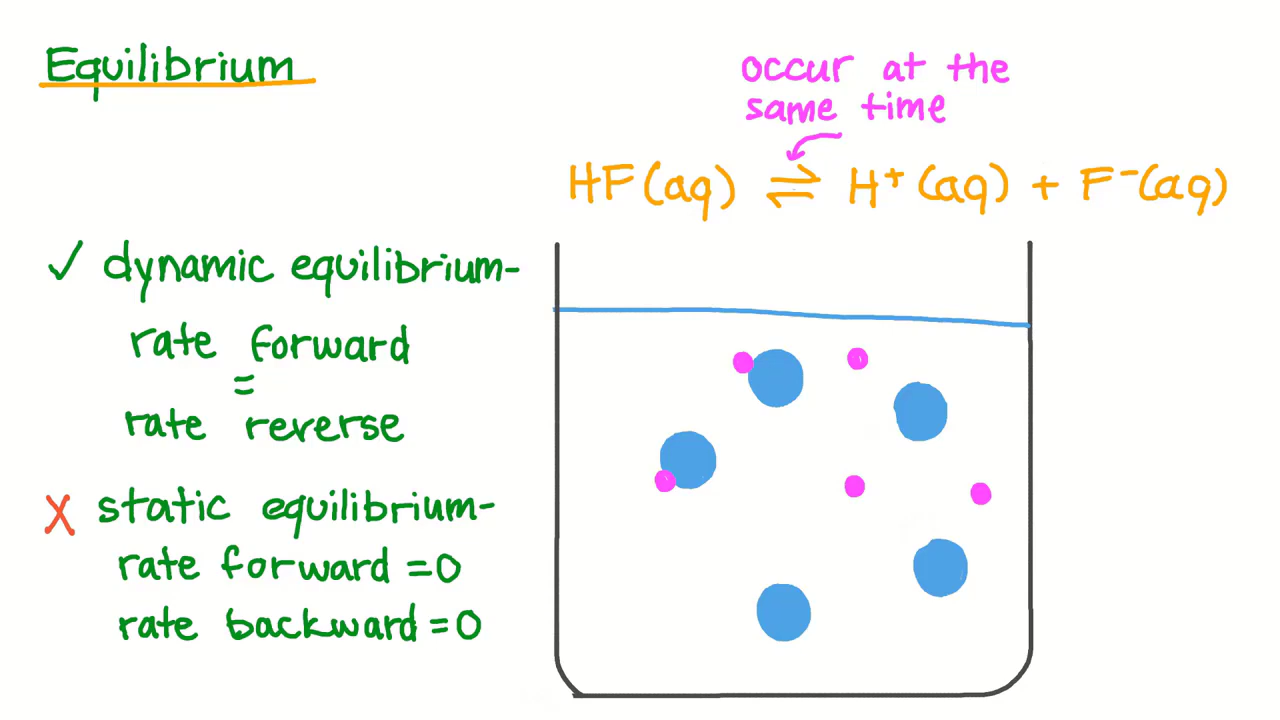 Equilibrium
occur at the
same time
HF(aq) ⇌ H⁺(aq) + F⁻(aq)
✓ dynamic equilibrium-
rate forward
=
rate reverse
X static equilibrium-
rate forward = 0
rate backward = 0